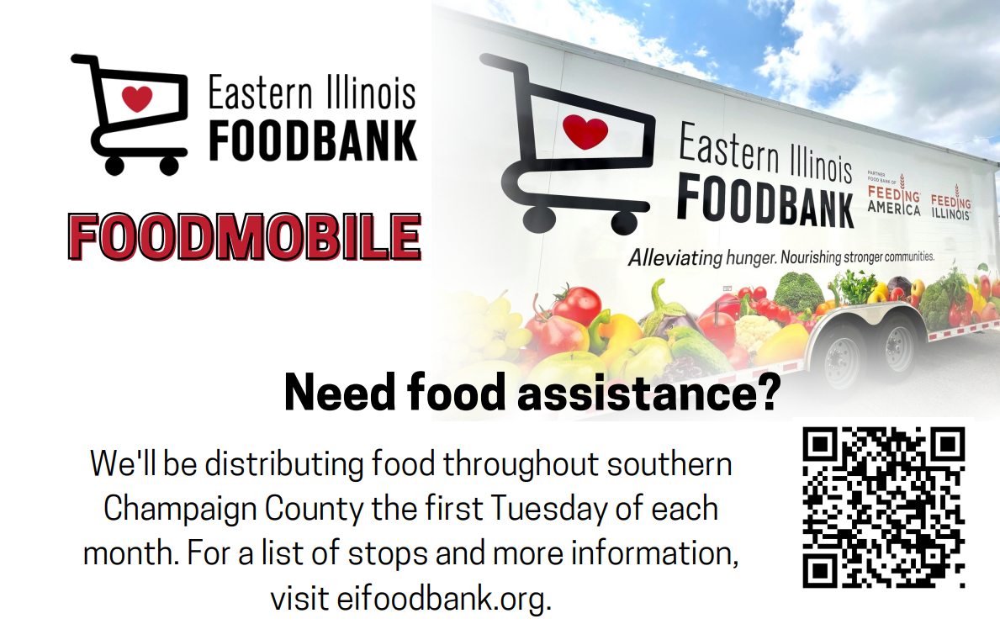 Eastern Illinois
FOODBANK
FOODMOBILE
Eastern Illinois
FOODBANK
PARTNER
FOOD BANK OF
FEEDING
AMERICA
FEEDING
ILLINOIS
Alleviating hunger. Nourishing stronger communities.
Need food assistance?
We'll be distributing food throughout southern
Champaign County the first Tuesday of each
month. For a list of stops and more information,
visit eifoodbank.org.